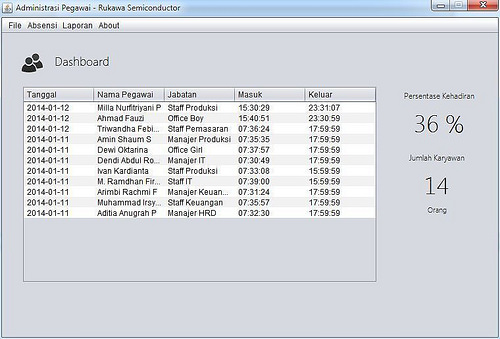 Administrasi Pegawai - Rukawa Semiconductor
File Absensi Laporan About
Dashboard
Tanggal Nama Pegawai Jabatan Masuk Keluar
2014-01-12 Milla Nurfitriyani P Staff Produksi 15:30:29 23:31:07
2014-01-12 Ahmad Fauzi Office Boy 15:40:51 23:30:59
2014-01-11 Triwandha Febi... Staff Pemasaran 07:36:24 17:59:59
2014-01-11 Amin Shaum S Manajer Produksi 07:35:35 17:59:59
2014-01-11 Dewi Oktarina Office Girl 07:37:57 17:59:59
2014-01-11 Dendi Abdul Ro... Manajer IT 07:30:49 17:59:59
2014-01-11 Ivan Kardianta Staff Produksi 07:33:08 15:59:59
2014-01-11 M. Ramdhan Fir... Staff IT 07:39:00 15:59:59
2014-01-11 Arimbi Rachmi F Manajer Keuan... 07:31:24 17:59:59
2014-01-11 Muhammad Irsy... Staff Keuangan 07:35:57 17:59:59
2014-01-11 Aditia Anugrah P Manajer HRD 07:32:30 17:59:59
Persentase Kehadiran
36 %
Jumlah Karyawan
14
Orang